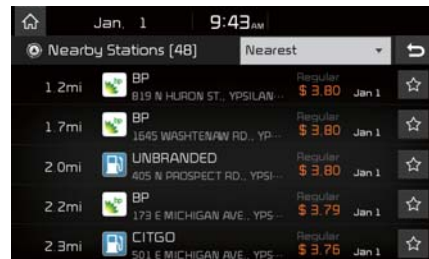 Jan. 1 9:43 AM
Nearby Stations [48] Nearest
1.2mi BP Regular
819 N HURON ST., YPSILAN... $ 3.80 Jan 1
1.7mi BP Regular
1645 WASHTENAW RD., YP... $ 3.80 Jan 1
2.0mi UNBRANDED Regular
405 N PROSPECT RD., YPSI... $ 3.80 Jan 1
2.2mi BP Regular
173 E MICHIGAN AVE., YPS... $ 3.79 Jan 1
2.3mi CITGO Regular
501 E MICHIGAN AVE., YPS... $ 3.76 Jan 1